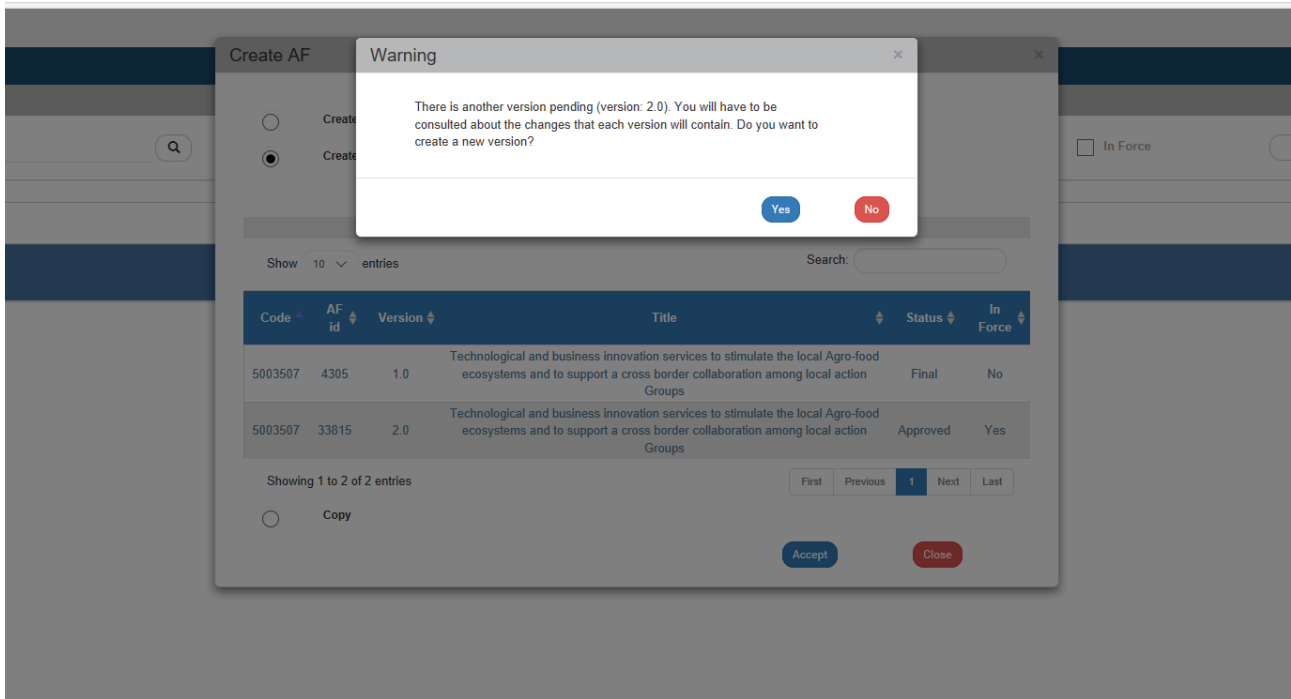 Create AF
×
Warning
×
There is another version pending (version: 2.0). You will have to be
consulted about the changes that each version will contain. Do you want to
create a new version?
Yes
No
Create
Create
In Force
Show 10 entries
Search:
Code AF id Version Title Status In Force
5003507 4305 1.0 Technological and business innovation services to stimulate the local Agro-food
ecosystems and to support a cross border collaboration among local action
Groups
Final No
5003507 33815 2.0 Technological and business innovation services to stimulate the local Agro-food
ecosystems and to support a cross border collaboration among local action
Groups
Approved Yes
Showing 1 to 2 of 2 entries
First Previous 1 Next Last
Copy
Accept
Close